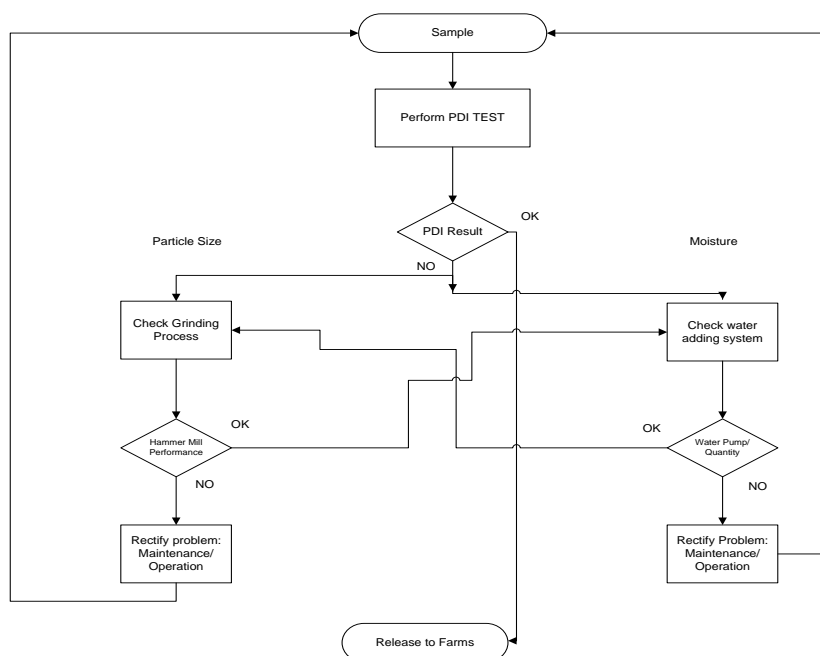 Sample
Perform PDI TEST
OK
PDI Result
Particle Size
Moisture
NO
Check Grinding
Process
Check water
adding system
OK
OK
Hammer Mill
Performance
Water Pump/
Quantity
NO
NO
Rectify problem:
Maintenance/
Operation
Rectify Problem:
Maintenance/
Operation
Release to Farms